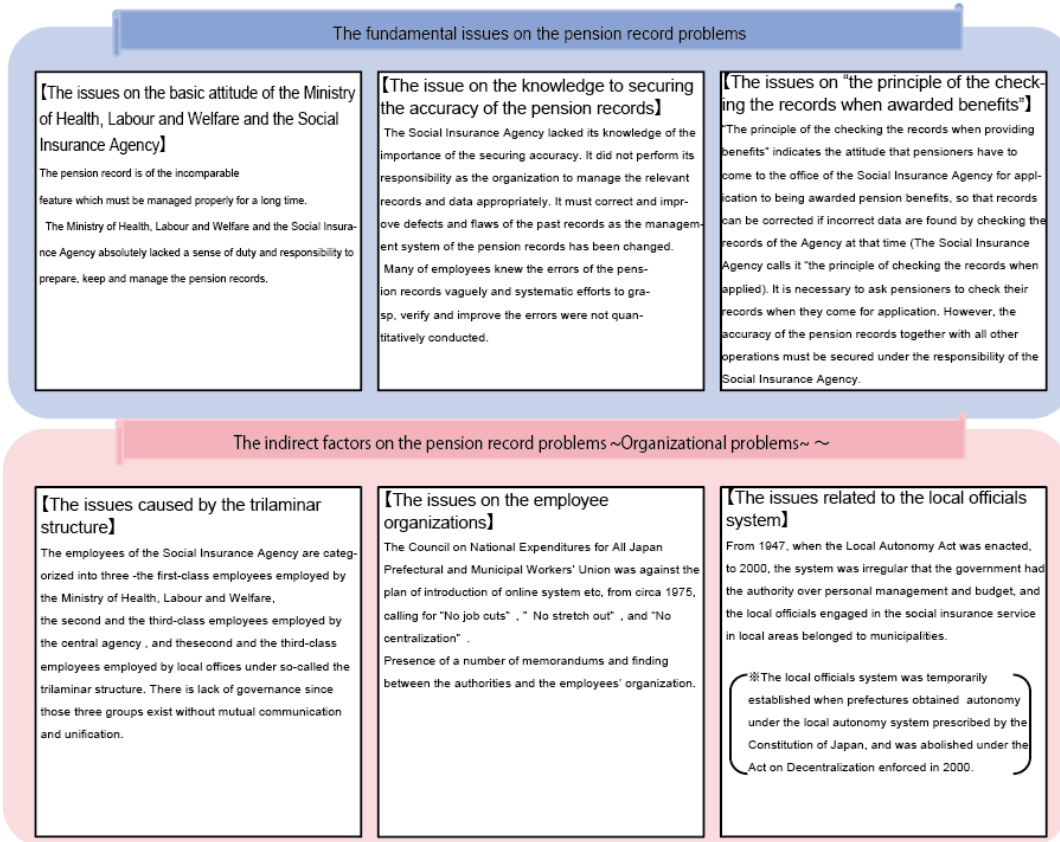 The fundamental issues on the pension record problems
【The issues on the basic attitude of the Ministry
of Health, Labour and Welfare and the Social
Insurance Agency】
The pension record is of the incomparable
feature which must be managed properly for a long time.
The Ministry of Health, Labour and Welfare and the Social Insura-
nce Agency absolutely lacked a sense of duty and responsibility to
prepare, keep and manage the pension records.
【The issue on the knowledge to securing
the accuracy of the pension records】
The Social Insurance Agency lacked its knowledge of the
importance of the securing accuracy. It did not perform its
responsibility as the organization to manage the relevant
records and data appropriately. It must correct and impr-
ove defects and flaws of the past records as the managem-
ent system of the pension records has been changed.
Many of employees knew the errors of the pens-
ion records vaguely and systematic efforts to gra-
sp, verify and improve the errors were not quan-
titatively conducted.
【The issues on “the principle of the check-
ing the records when awarded benefits”】
“The principle of the checking the records when providing
benefits” indicates the attitude that pensioners have to
come to the office of the Social Insurance Agency for appl-
ication to being awarded pension benefits, so that records
can be corrected if incorrect data are found by checking the
records of the Agency at that time (The Social Insurance
Agency calls it “the principle of checking the records when
applied). It is necessary to ask pensioners to check their
records when they come for application. However, the
accuracy of the pension records together with all other
operations must be secured under the responsibility of the
Social Insurance Agency.
The indirect factors on the pension record problems ~Organizational problems~ ～
【The issues caused by the trilaminar
structure】
The employees of the Social Insurance Agency are categ-
orized into three -the first-class employees employed by
the Ministry of Health, Labour and Welfare,
the second and the third-class employees employed by
the central agency , and thesecond and the third-class
employees employed by local offices under so-called the
trilaminar structure. There is lack of governance since
those three groups exist without mutual communication
and unification.
【The issues on the employee
organizations】
The Council on National Expenditures for All Japan
Prefectural and Municipal Workers’ Union was against the
plan of introduction of online system etc, from circa 1975,
calling for “No job cuts” , “ No stretch out” , and “No
centralization” .
Presence of a number of memorandums and finding
between the authorities and the employees’ organization.
【The issues related to the local officials
system】
From 1947, when the Local Autonomy Act was enacted,
to 2000, the system was irregular that the government had
the authority over personal management and budget, and
the local officials engaged in the social insurance service
in local areas belonged to municipalities.
※The local officials system was temporarily
established when prefectures obtained autonomy
under the local autonomy system prescribed by the
Constitution of Japan, and was abolished under the
Act on Decentralization enforced in 2000.